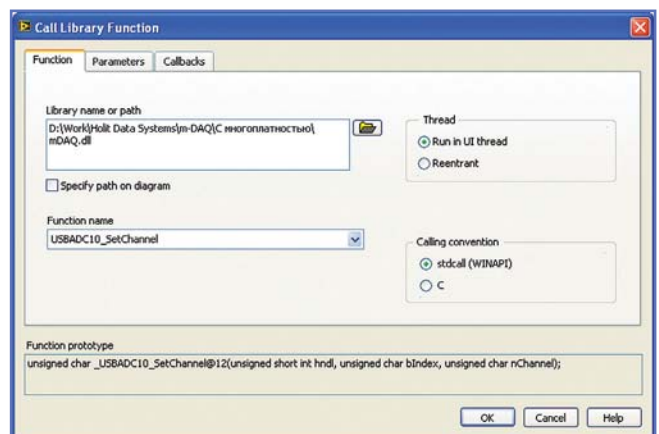 Call Library Function
Function
Parameters
Callbacks
Library name or path
D:\Work\Holit Data Systems\m-DAQ\С многоплатностью\
mDAQ.dll
Specify path on diagram
Function name
USBADC10_SetChannel
Thread
Run in UI thread
Reentrant
Calling convention
stdcall (WINAPI)
C
Function prototype
unsigned char _USBADC10_SetChannel@12(unsigned short int hndl, unsigned char bIndex, unsigned char nChannel);
OK
Cancel
Help